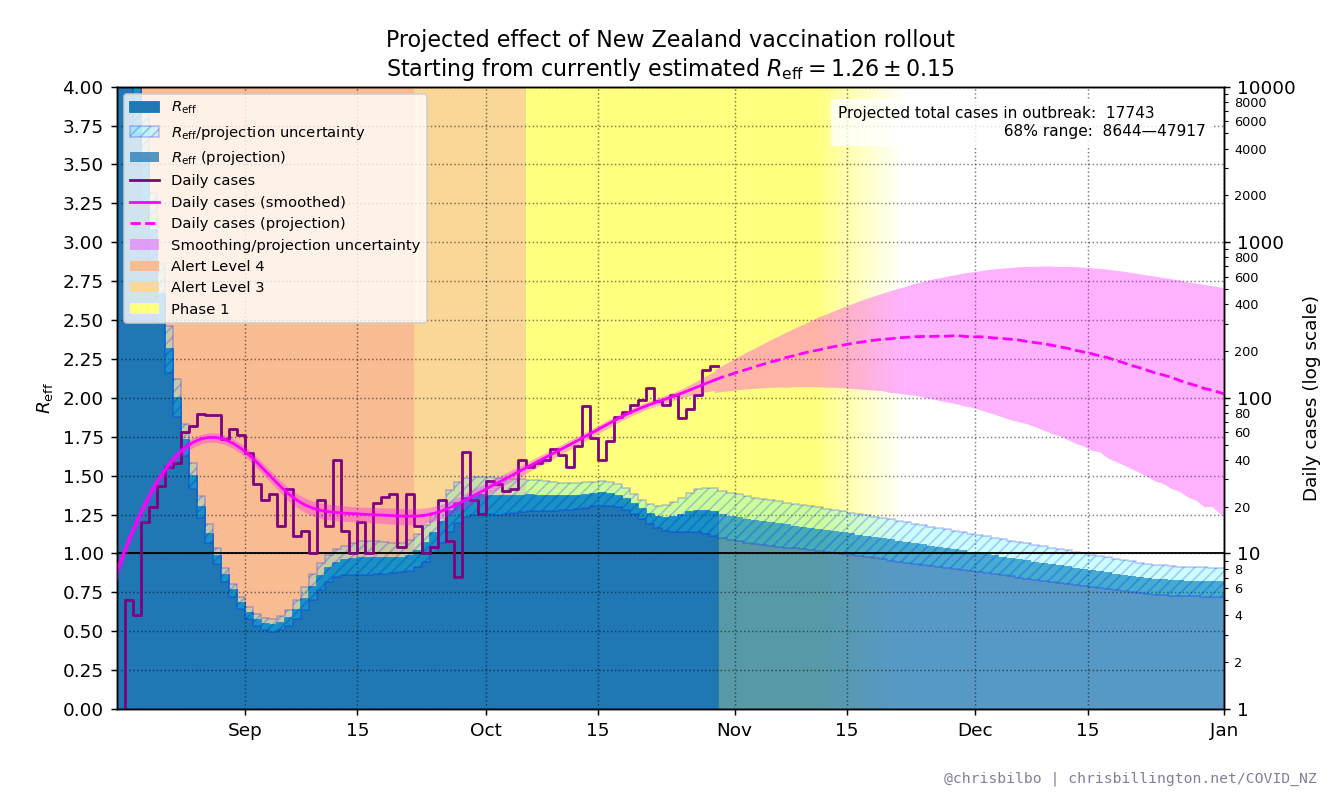 Projected effect of New Zealand vaccination rollout
Starting from currently estimated Reff = 1.26 ± 0.15
Reff
Reff/projection uncertainty
Reff (projection)
Daily cases
Daily cases (smoothed)
Daily cases (projection)
Smoothing/projection uncertainty
Alert Level 4
Alert Level 3
Phase 1
Projected total cases in outbreak: 17743
68% range: 8644—47917
Reff
4.00
3.75
3.50
3.25
3.00
2.75
2.50
2.25
2.00
1.75
1.50
1.25
1.00
0.75
0.50
0.25
0.00
Sep
15
Oct
15
Nov
15
Dec
15
Jan
10000
8000
6000
4000
2000
1000
800
600
400
200
100
80
60
40
20
10
8
6
4
2
1
Daily cases (log scale)
@chrisbilbo | chrisbillington.net/COVID_NZ